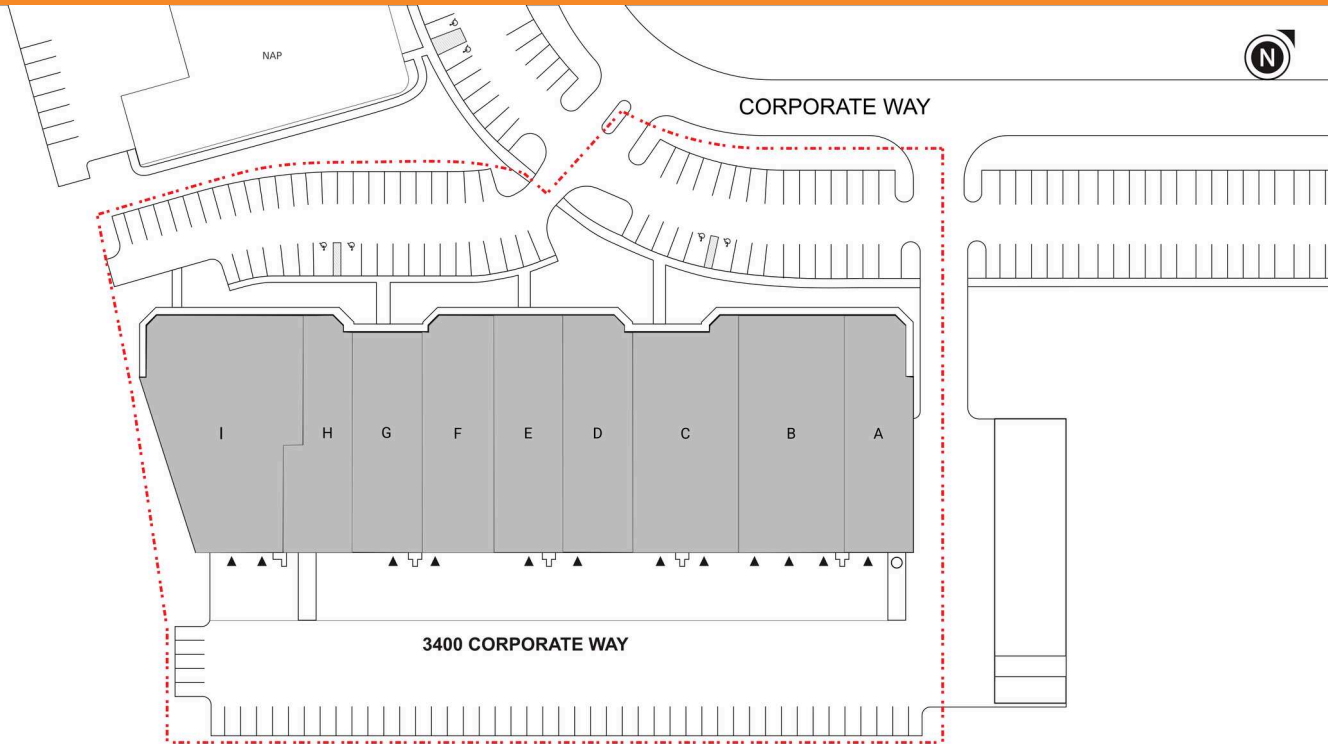 NAP
N
CORPORATE WAY
I H G F E D C B A
3400 CORPORATE WAY